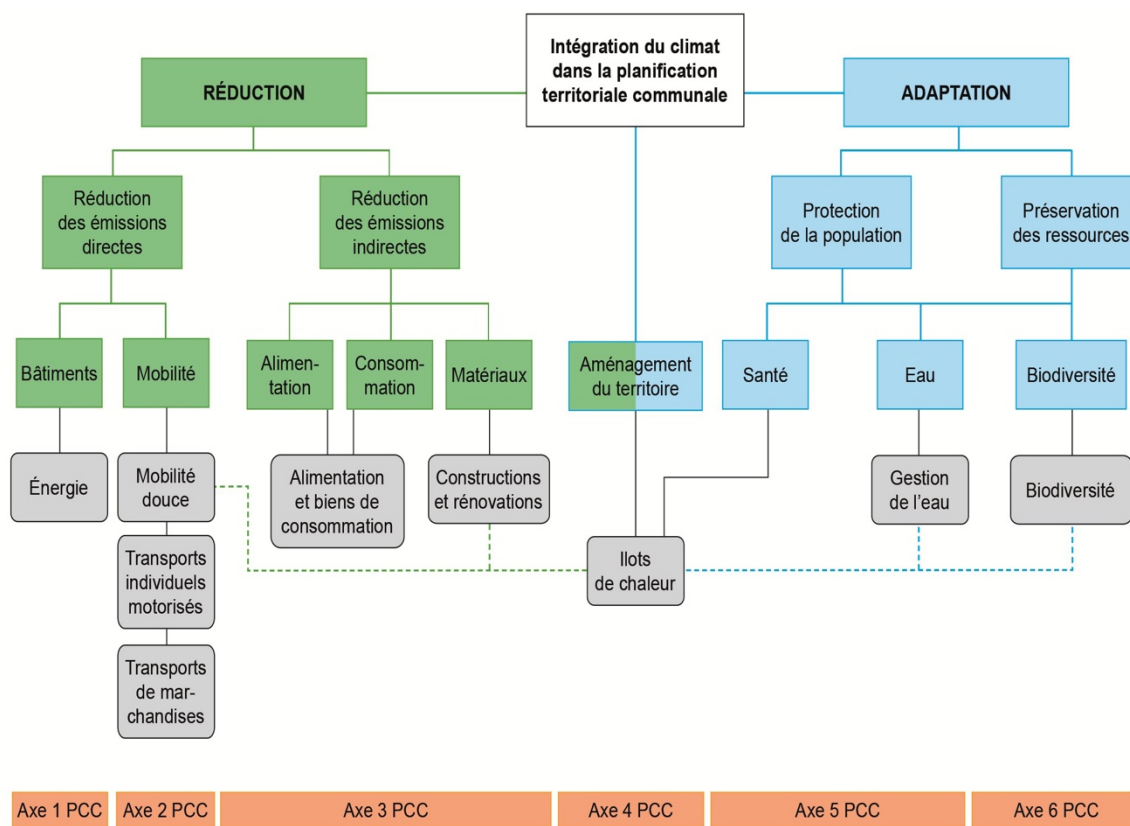 Intégration du climat
dans la planification
territoriale communale
RÉDUCTION
ADAPTATION
Réduction
des émissions
directes
Réduction
des émissions
indirectes
Protection
de la population
Préservation
des ressources
Bâtiments
Mobilité
Alimen-
tation
Consom-
mation
Matériaux
Aménagement
du territoire
Santé
Eau
Biodiversité
Énergie
Mobilité
douce
Alimentation
et biens de
consommation
Constructions
et rénovations
Gestion
de l'eau
Biodiversité
Transports
individuels
motorisés
Ilots
de chaleur
Transports
de mar-
chandises
Axe 1 PCC
Axe 2 PCC
Axe 3 PCC
Axe 4 PCC
Axe 5 PCC
Axe 6 PCC